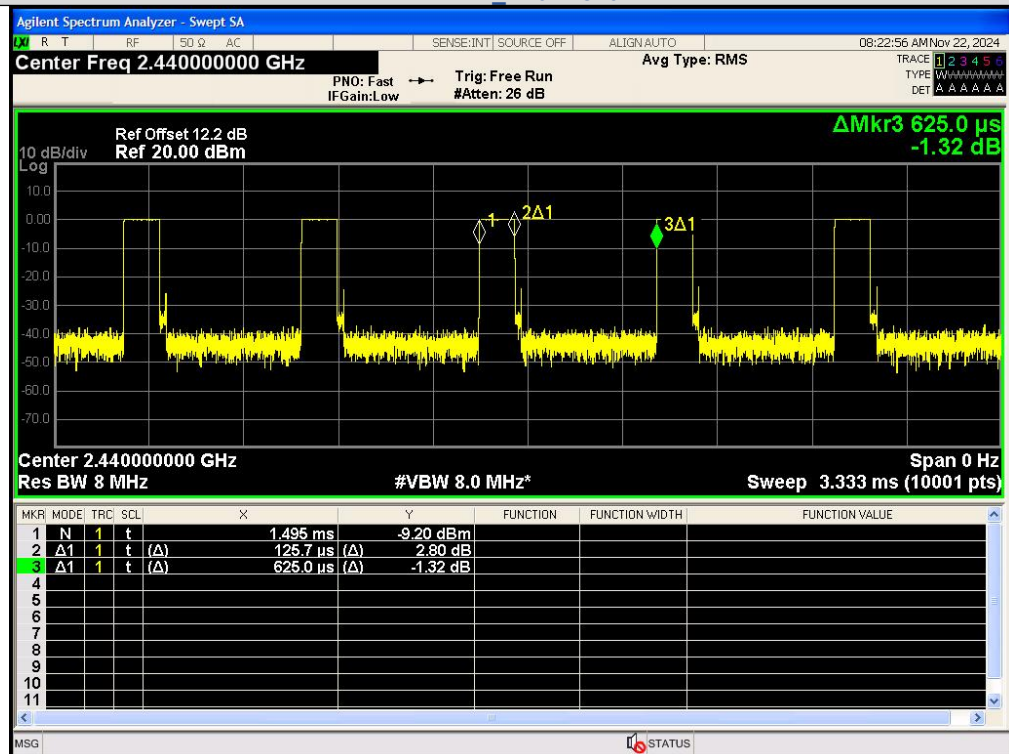 Agilent Spectrum Analyzer - Swept SA
LXI R T RF 50 Ω AC SENSE:INT SOURCE OFF ALIGN AUTO 08:22:56 AM Nov 22, 2024
Center Freq 2.440000000 GHz
Avg Type: RMS
TRACE 1 2 3 4 5 6
PNO: Fast
Trig: Free Run
TYPE WWWWWW
IFGain:Low
#Atten: 26 dB
DET A A A A A A
ΔMkr3 625.0 µs
-1.32 dB
Ref Offset 12.2 dB
10 dB/div Ref 20.00 dBm
Log
10.0
0.00
-10.0
-20.0
-30.0
-40.0
-50.0
-60.0
-70.0
1
2Δ1
3Δ1
Center 2.440000000 GHz Span 0 Hz
Res BW 8 MHz #VBW 8.0 MHz* Sweep 3.333 ms (10001 pts)
MKR MODE TRC SCL X Y FUNCTION FUNCTION WIDTH FUNCTION VALUE
1 N 1 t 1.495 ms -9.20 dBm
2 Δ1 1 t (Δ) 125.7 µs (Δ) 2.80 dB
3 Δ1 1 t (Δ) 625.0 µs (Δ) -1.32 dB
4
5
6
7
8
9
10
11
MSG STATUS